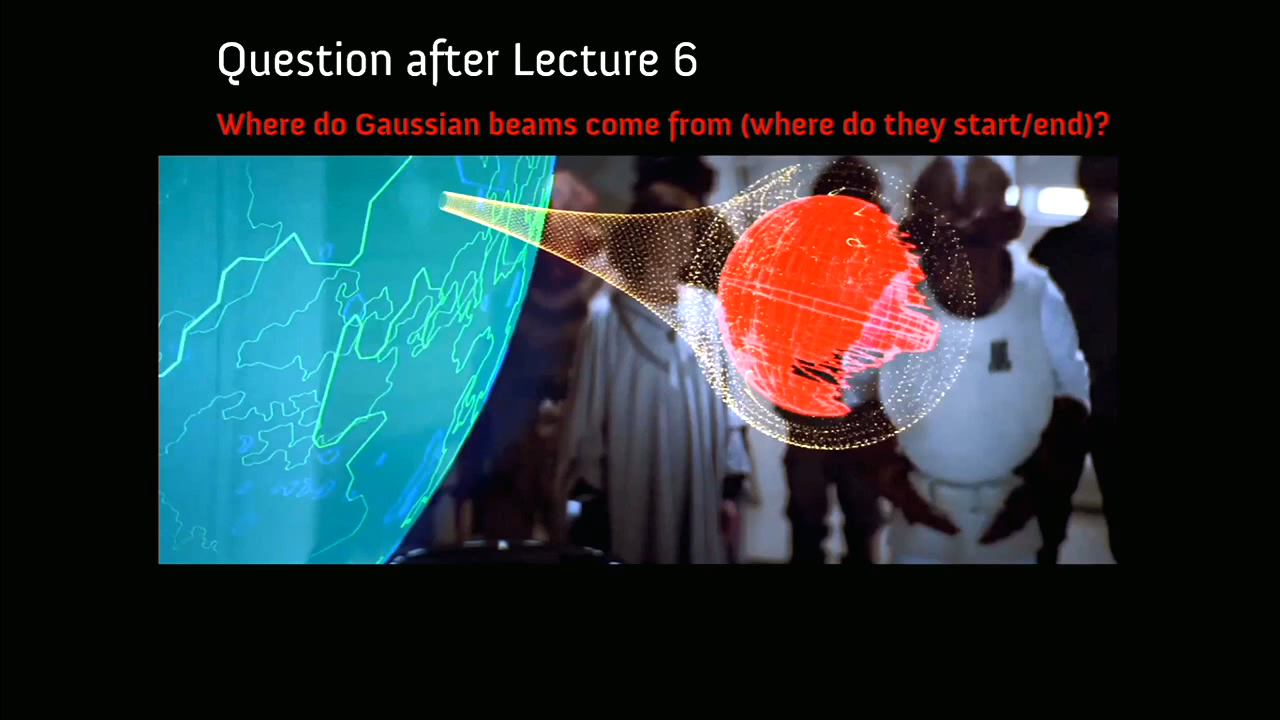 Question after Lecture 6
Where do Gaussian beams come from (where do they start/end)?